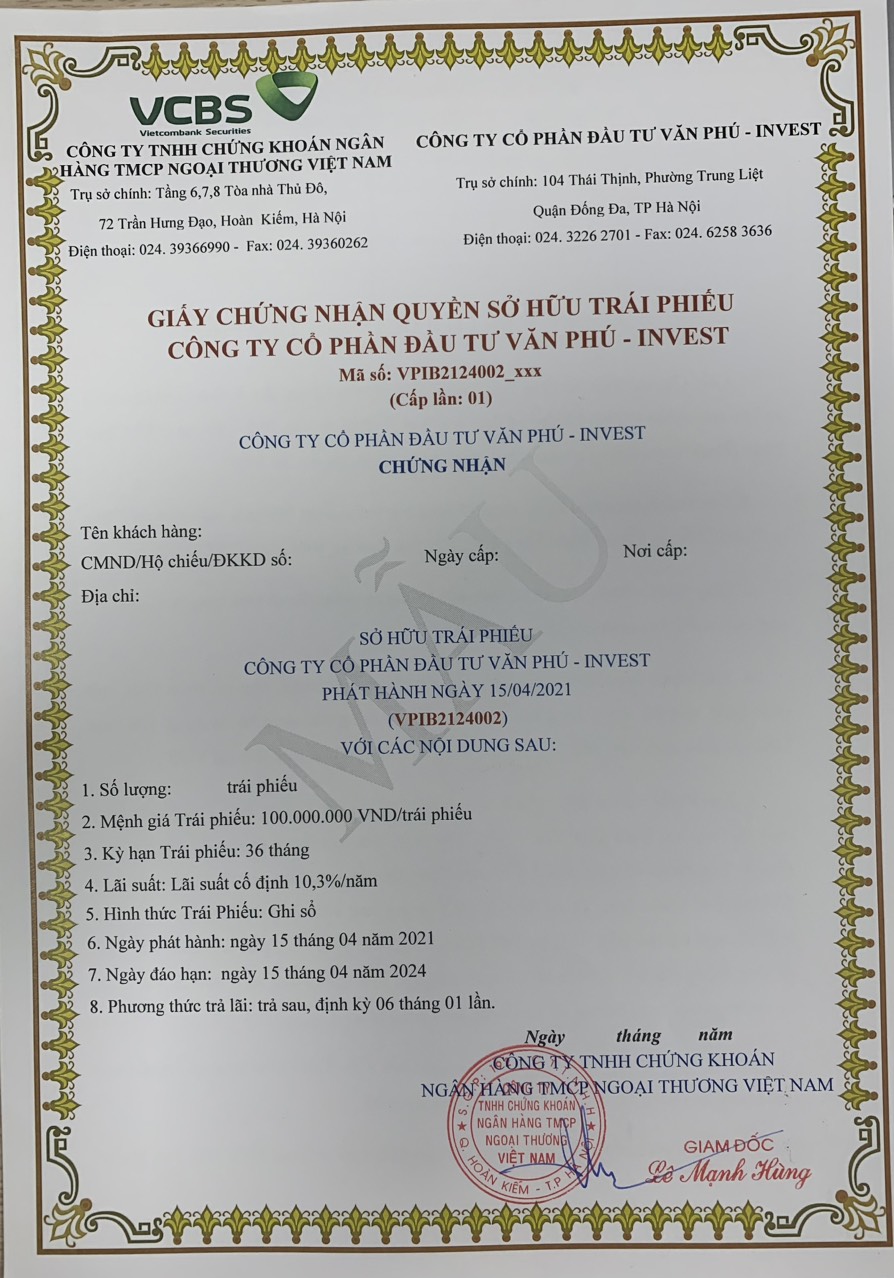 VCBS
Vietcombank Securities
CÔNG TY TNHH CHỨNG KHOÁN NGÂN
HÀNG TMCP NGOẠI THƯƠNG VIỆT NAM
Trụ sở chính: Tầng 6,7,8 Tòa nhà Thủ Đô,
72 Trần Hưng Đạo, Hoàn Kiếm, Hà Nội
Điện thoại: 024. 39366990 - Fax: 024. 39360262
CÔNG TY CỔ PHẦN ĐẦU TƯ VĂN PHÚ - INVEST
Trụ sở chính: 104 Thái Thịnh, Phường Trung Liệt
Quận Đống Đa, TP Hà Nội
Điện thoại: 024. 3226 2701 - Fax: 024. 6258 3636
GIẤY CHỨNG NHẬN QUYỀN SỞ HỮU TRÁI PHIẾU
CÔNG TY CỔ PHẦN ĐẦU TƯ VĂN PHÚ - INVEST
Mã số: VPIB2124002_xxx
(Cấp lần: 01)
CÔNG TY CỔ PHẦN ĐẦU TƯ VĂN PHÚ - INVEST
CHỨNG NHẬN
Tên khách hàng:
CMND/Hộ chiếu/ĐKKD số: Ngày cấp: Nơi cấp:
Địa chỉ:
MẪU
SỞ HỮU TRÁI PHIẾU
CÔNG TY CỔ PHẦN ĐẦU TƯ VĂN PHÚ - INVEST
PHÁT HÀNH NGÀY 15/04/2021
(VPIB2124002)
VỚI CÁC NỘI DUNG SAU:
1. Số lượng: trái phiếu
2. Mệnh giá Trái phiếu: 100.000.000 VND/trái phiếu
3. Kỳ hạn Trái phiếu: 36 tháng
4. Lãi suất: Lãi suất cố định 10,3%/năm
5. Hình thức Trái Phiếu: Ghi sổ
6. Ngày phát hành: ngày 15 tháng 04 năm 2021
7. Ngày đáo hạn: ngày 15 tháng 04 năm 2024
8. Phương thức trả lãi: trả sau, định kỳ 06 tháng 01 lần.
Ngày tháng năm
CÔNG TY TNHH CHỨNG KHOÁN
NGÂN HÀNG TMCP NGOẠI THƯƠNG VIỆT NAM
CÔNG TY
TNHH CHỨNG KHOÁN
NGÂN HÀNG TMCP
NGOẠI THƯƠNG
VIỆT NAM
Q. HOÀN KIẾM - T.P HÀ NỘI
GIÁM ĐỐC
Lê Mạnh Hùng